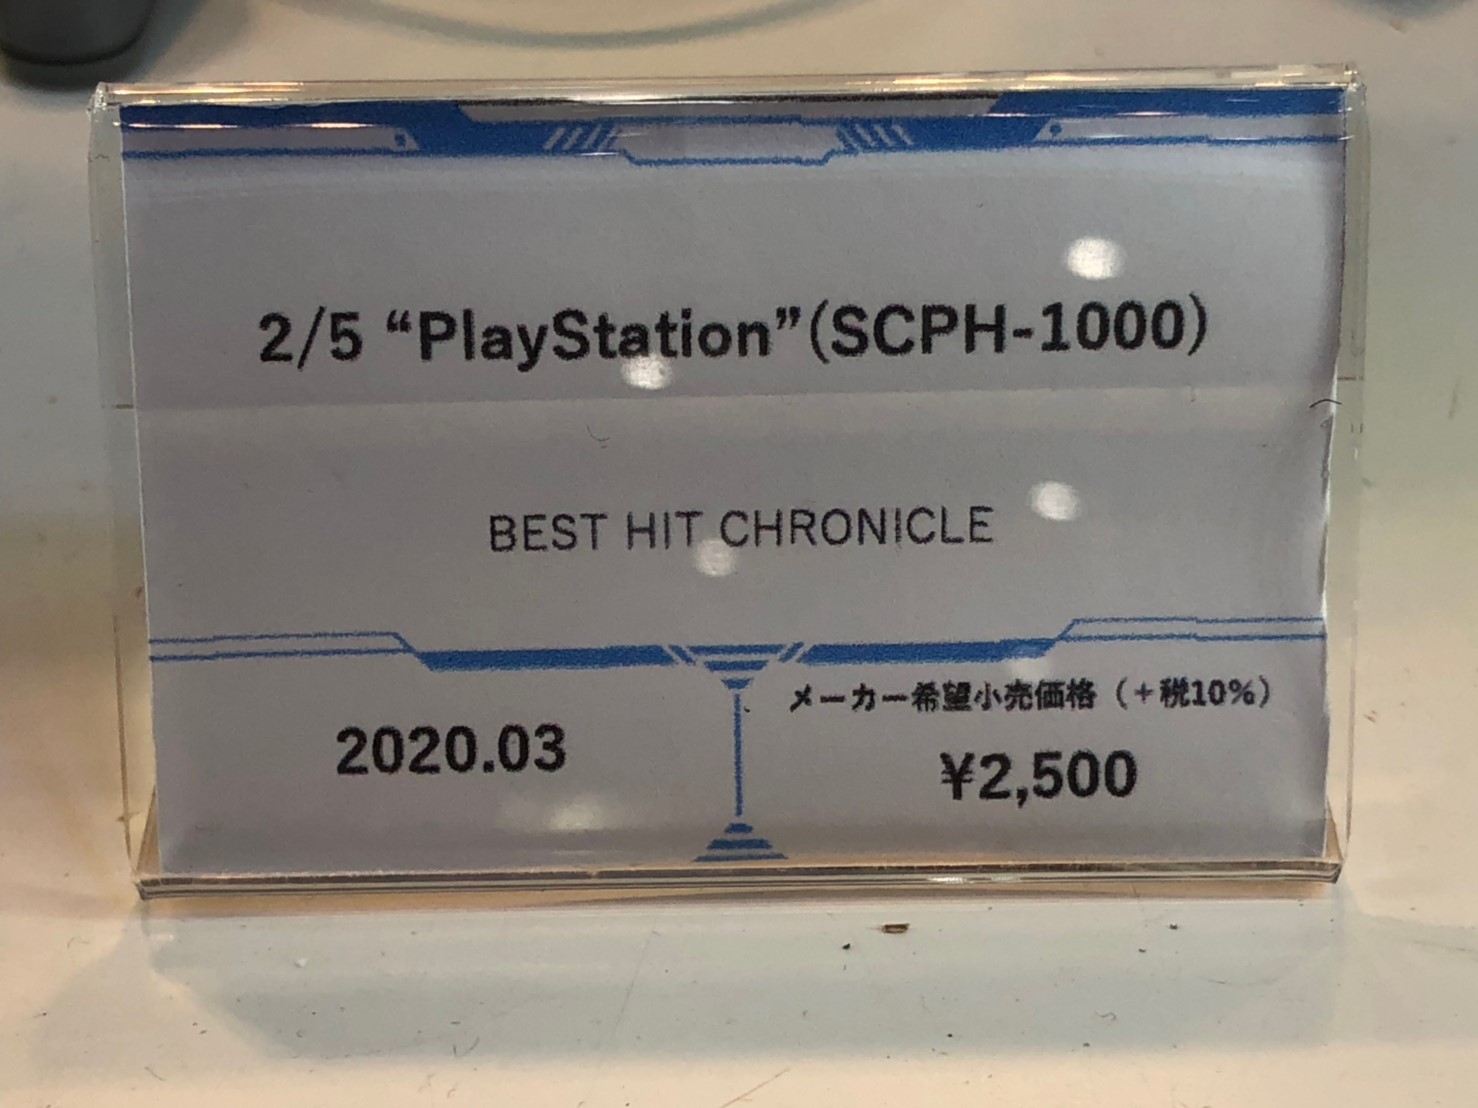 2/5 “PlayStation”(SCPH-1000)
BEST HIT CHRONICLE
2020.03
メーカー希望小売価格（+税10%）
¥2,500